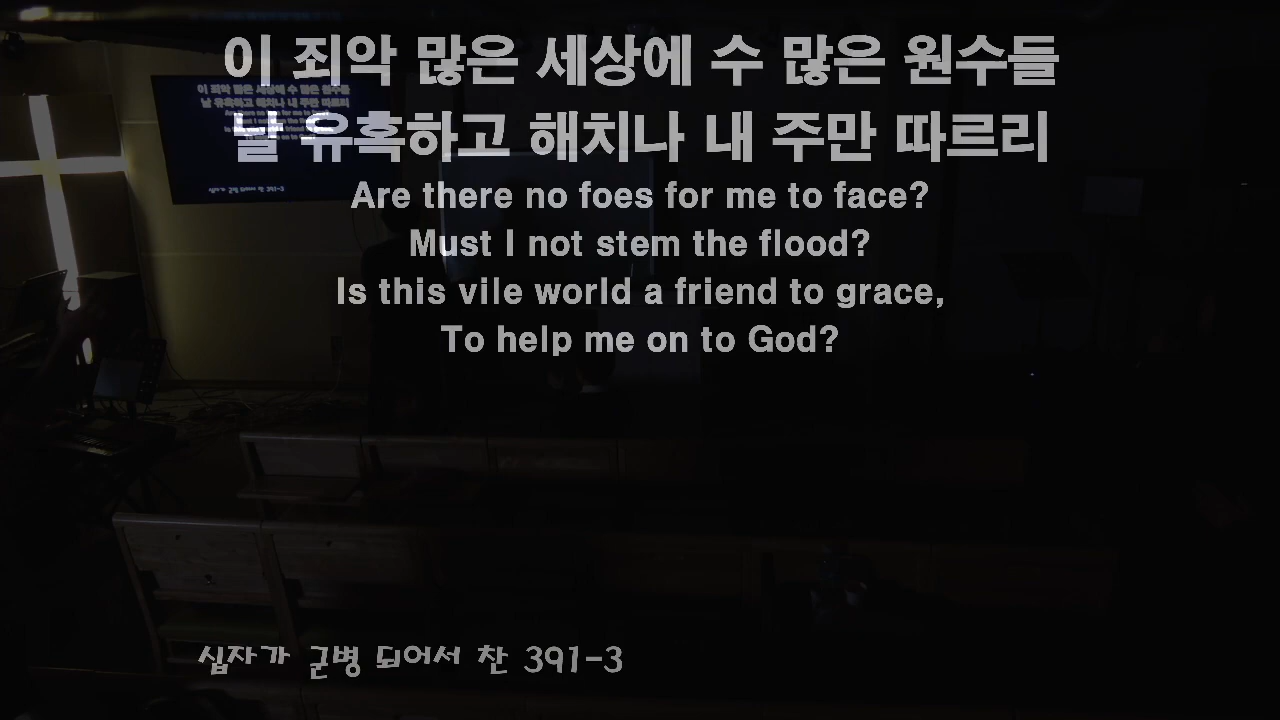 이 죄악 많은 세상에 수 많은 원수들
날 유혹하고 해치나 내 주만 따르리
Are there no foes for me to face?
Must I not stem the flood?
Is this vile world a friend to grace,
To help me on to God?
십자가 군병 되어서 찬 391-3